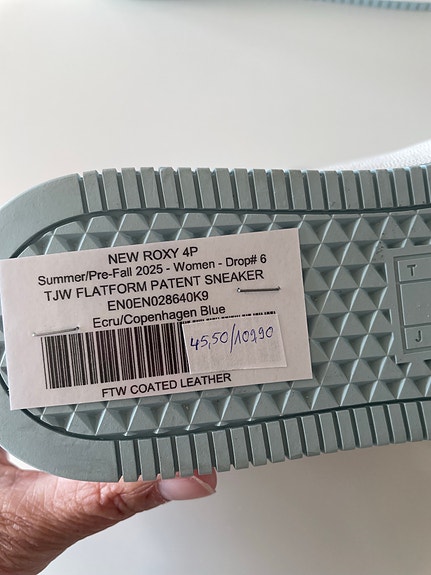 NEW ROXY 4P
Summer/Pre-Fall 2025 - Women - Drop# 6
TJW FLATFORM PATENT SNEAKER
EN0EN028640K9
Ecru/Copenhagen Blue
45,50/109,90
FTW COATED LEATHER
T
J